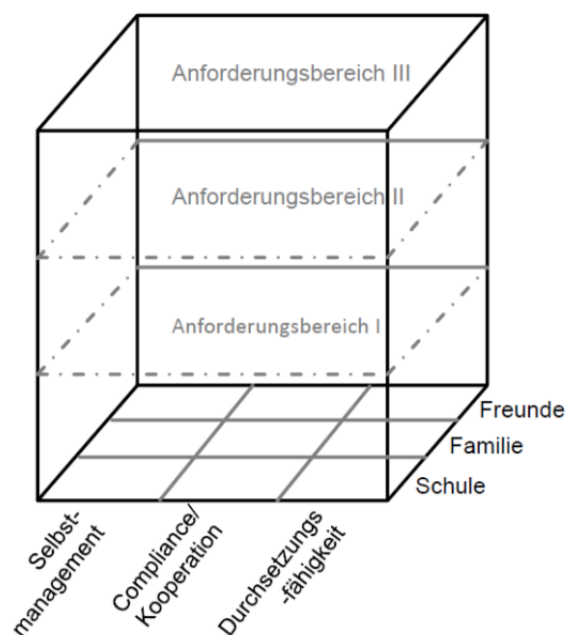 Anforderungsbereich III
Anforderungsbereich II
Anforderungsbereich I
Freunde
Familie
Schule
Selbst-
management
Compliance/
Kooperation
Durchsetzungs
-fähigkeit